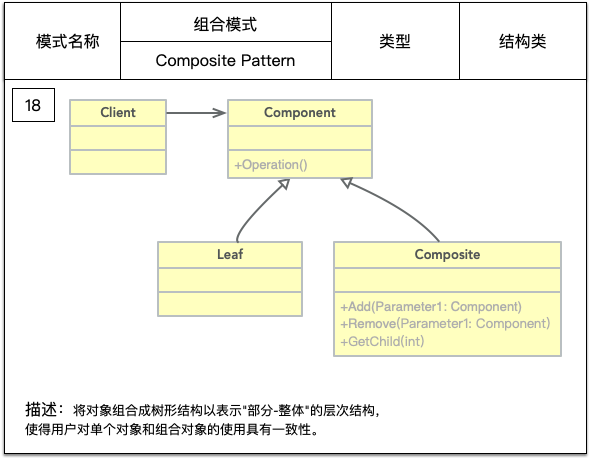 模式名称
组合模式
Composite Pattern
类型
结构类
18
Client
Component
+Operation()
Leaf
Composite
+Add(Parameter1: Component)
+Remove(Parameter1: Component)
+GetChild(int)
描述：将对象组合成树形结构以表示"部分-整体"的层次结构，
使得用户对单个对象和组合对象的使用具有一致性。